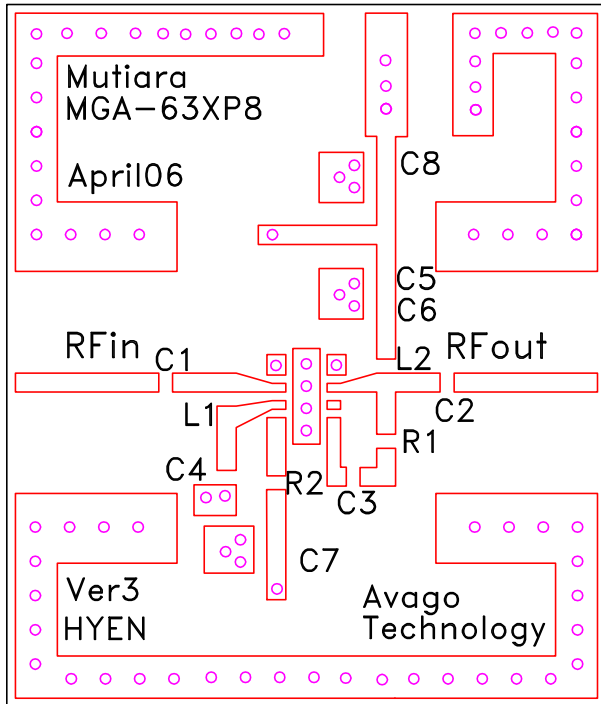 Mutiara
MGA-63XP8
April06
C8
C5
C6
RFin
C1
L2
RFout
L1
C2
R1
C4
R2
C3
C7
Ver3
HYEN
Avago
Technology